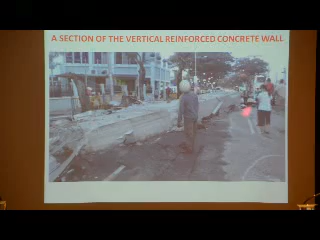 A SECTION OF THE VERTICAL REINFORCED CONCRETE WALL